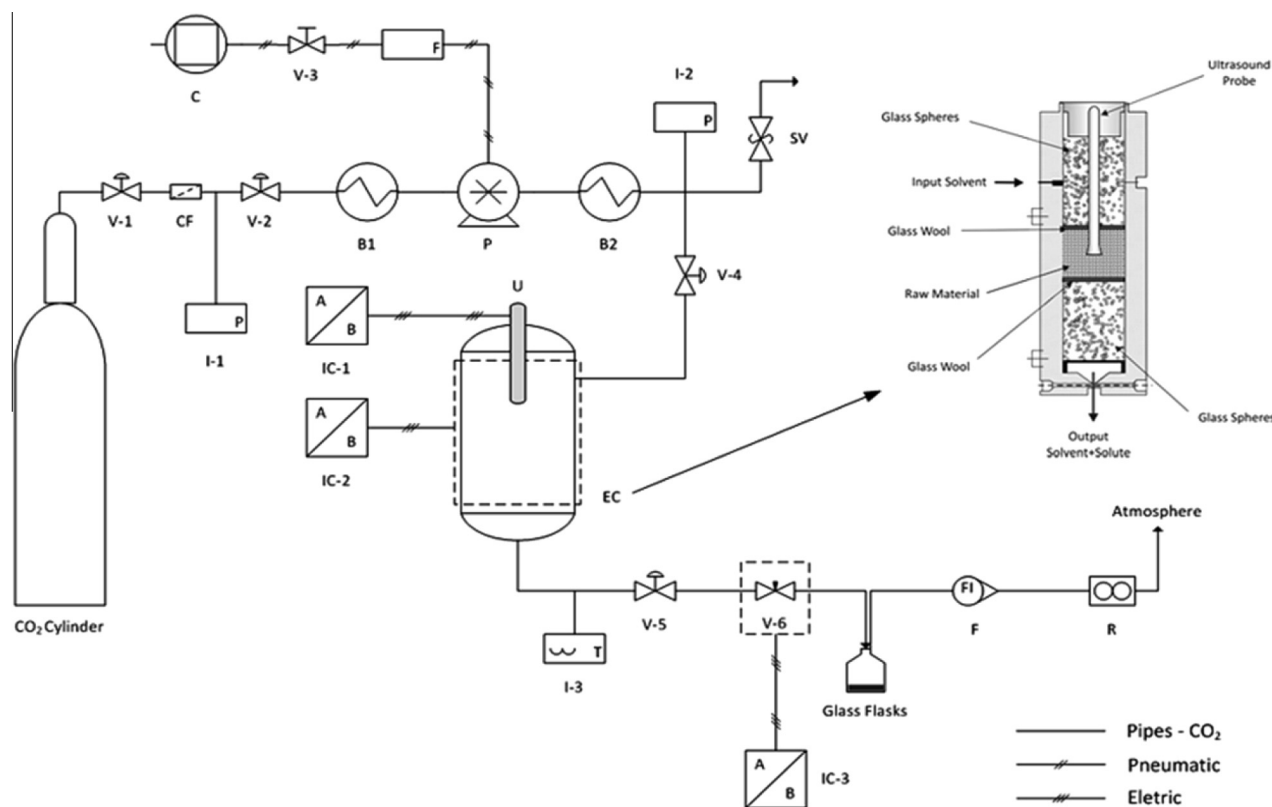 C
V-3
F
I-2
P
SV
V-1
CF
V-2
B1
P
B2
V-4
P
I-1
U
A
B
IC-1
A
B
IC-2
EC
CO₂ Cylinder
T
I-3
V-5
V-6
Glass Flasks
FI
F
R
Atmosphere
A
B
IC-3
Ultrasound
Probe
Glass Spheres
Input Solvent
Glass Wool
Raw Material
Glass Wool
Glass Spheres
Output
Solvent+Solute
Pipes - CO₂
Pneumatic
Eletric